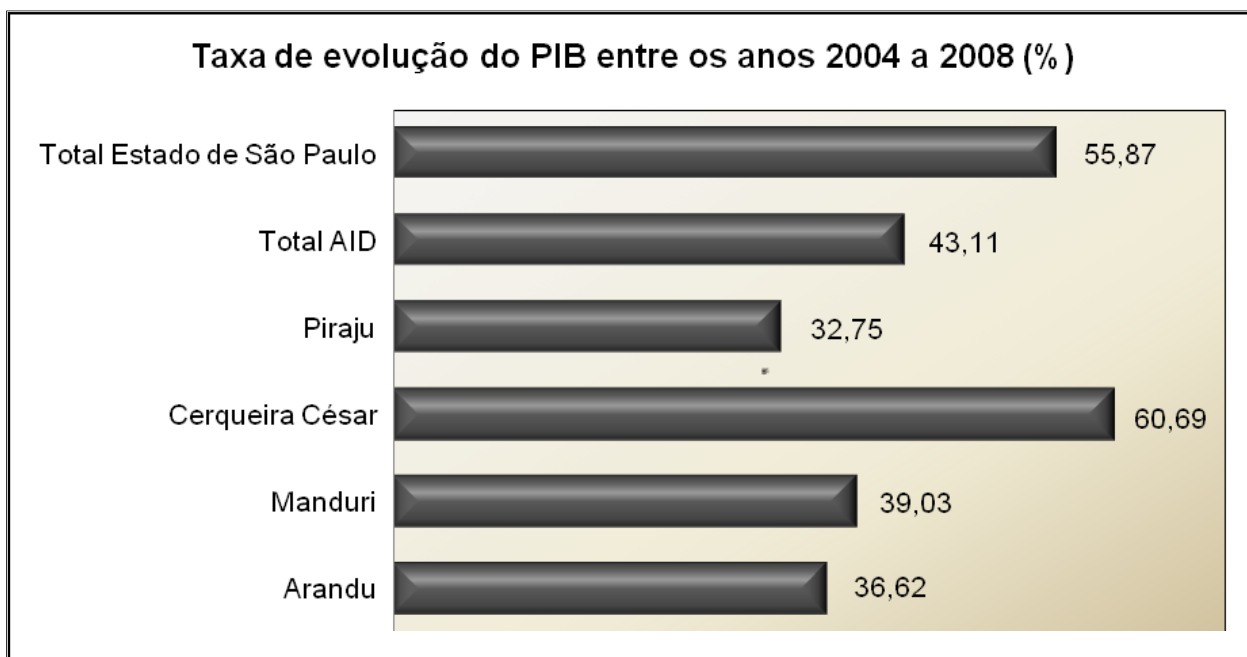 Taxa de evolução do PIB entre os anos 2004 a 2008 (%)
Total Estado de São Paulo 55,87
Total AID 43,11
Piraju 32,75
Cerqueira César 60,69
Manduri 39,03
Arandu 36,62